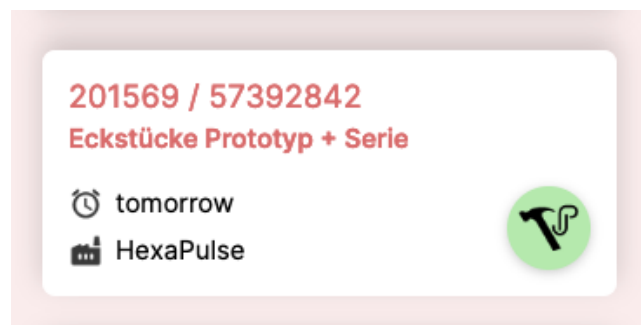 201569 / 57392842
Eckstücke Prototyp + Serie
tomorrow
HexaPulse